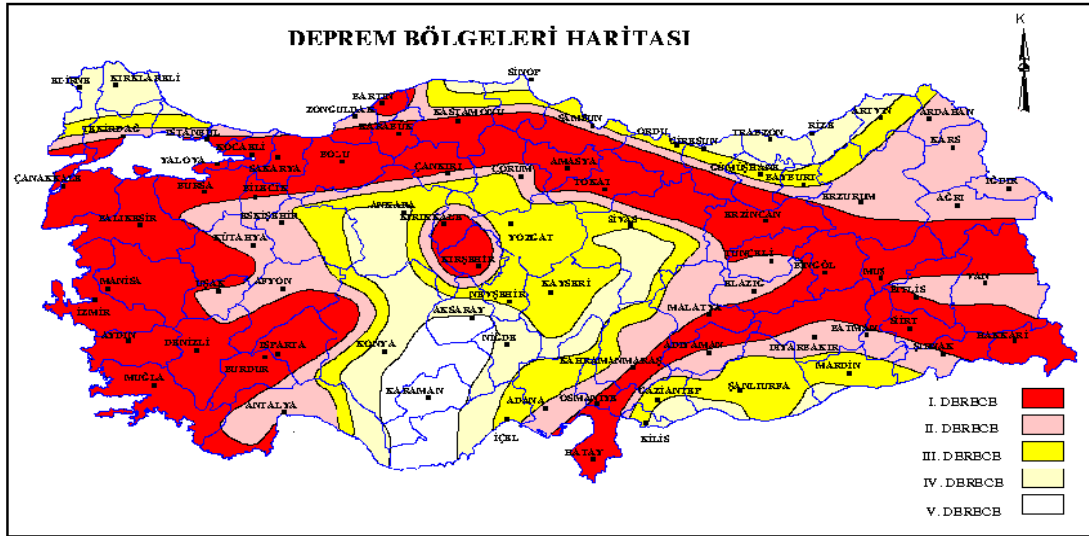 K
DEPREM BÖLGELERİ HARİTASI
SİNOP
EDİRNE KIRKLARELİ
BARTIN
ZONGULDAK KASTAMONU
ARTVİN ARDAHAN
TEKİRDAĞ İSTANBUL KARABÜK SAMSUN ORDU TRABZON RİZE
KOCAELİ GİRESUN KARS
YALOVA SAKARYA BOLU ÇANKIRI ÇORUM AMASYA GÜMÜŞHANE BAYBURT
ÇANAKKALE BURSA BİLECİK TOKAT ERZURUM AĞRI IĞDIR
BALIKESİR ESKİŞEHİR ANKARA KIRIKKALE SİVAS ERZİNCAN
KÜTAHYA YOZGAT
KIRŞEHİR TUNCELİ BİNGÖL MUŞ VAN
MANİSA UŞAK AFYON NEVŞEHİR KAYSERİ ELAZIĞ BİTLİS
İZMİR AKSARAY MALATYA
AYDIN DENİZLİ ISPARTA KONYA NİĞDE BATMAN SİİRT HAKKARİ
BURDUR KAHRAMANMARAŞ ADIYAMAN DİYARBAKIR ŞIRNAK
MUĞLA KARAMAN GAZİANTEP ŞANLIURFA MARDİN
ANTALYA ADANA OSMANİYE
İÇEL KİLİS
HATAY
I. DERECE
II. DERECE
III. DERECE
IV. DERECE
V. DERECE